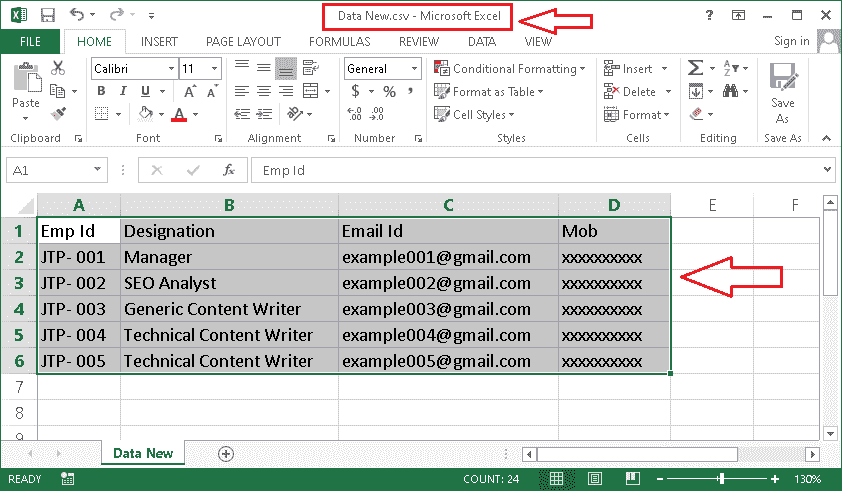 Data New.csv - Microsoft Excel
?
FILE HOME INSERT PAGE LAYOUT FORMULAS REVIEW DATA VIEW Sign in
Calibri 11 General Conditional Formatting Insert
Paste B I U A A $ % , Format as Table Delete Save As
A Cell Styles Format
Clipboard Font Alignment Number Styles Cells Editing Save As
A1 fx Emp Id
A B C D E F
1 Emp Id Designation Email Id Mob
2 JTP- 001 Manager example001@gmail.com xxxxxxxxxx
3 JTP- 002 SEO Analyst example002@gmail.com xxxxxxxxxx
4 JTP- 003 Generic Content Writer example003@gmail.com xxxxxxxxxx
5 JTP- 004 Technical Content Writer example004@gmail.com xxxxxxxxxx
6 JTP- 005 Technical Content Writer example005@gmail.com xxxxxxxxxx
7
8
9
Data New
READY COUNT: 24 130%